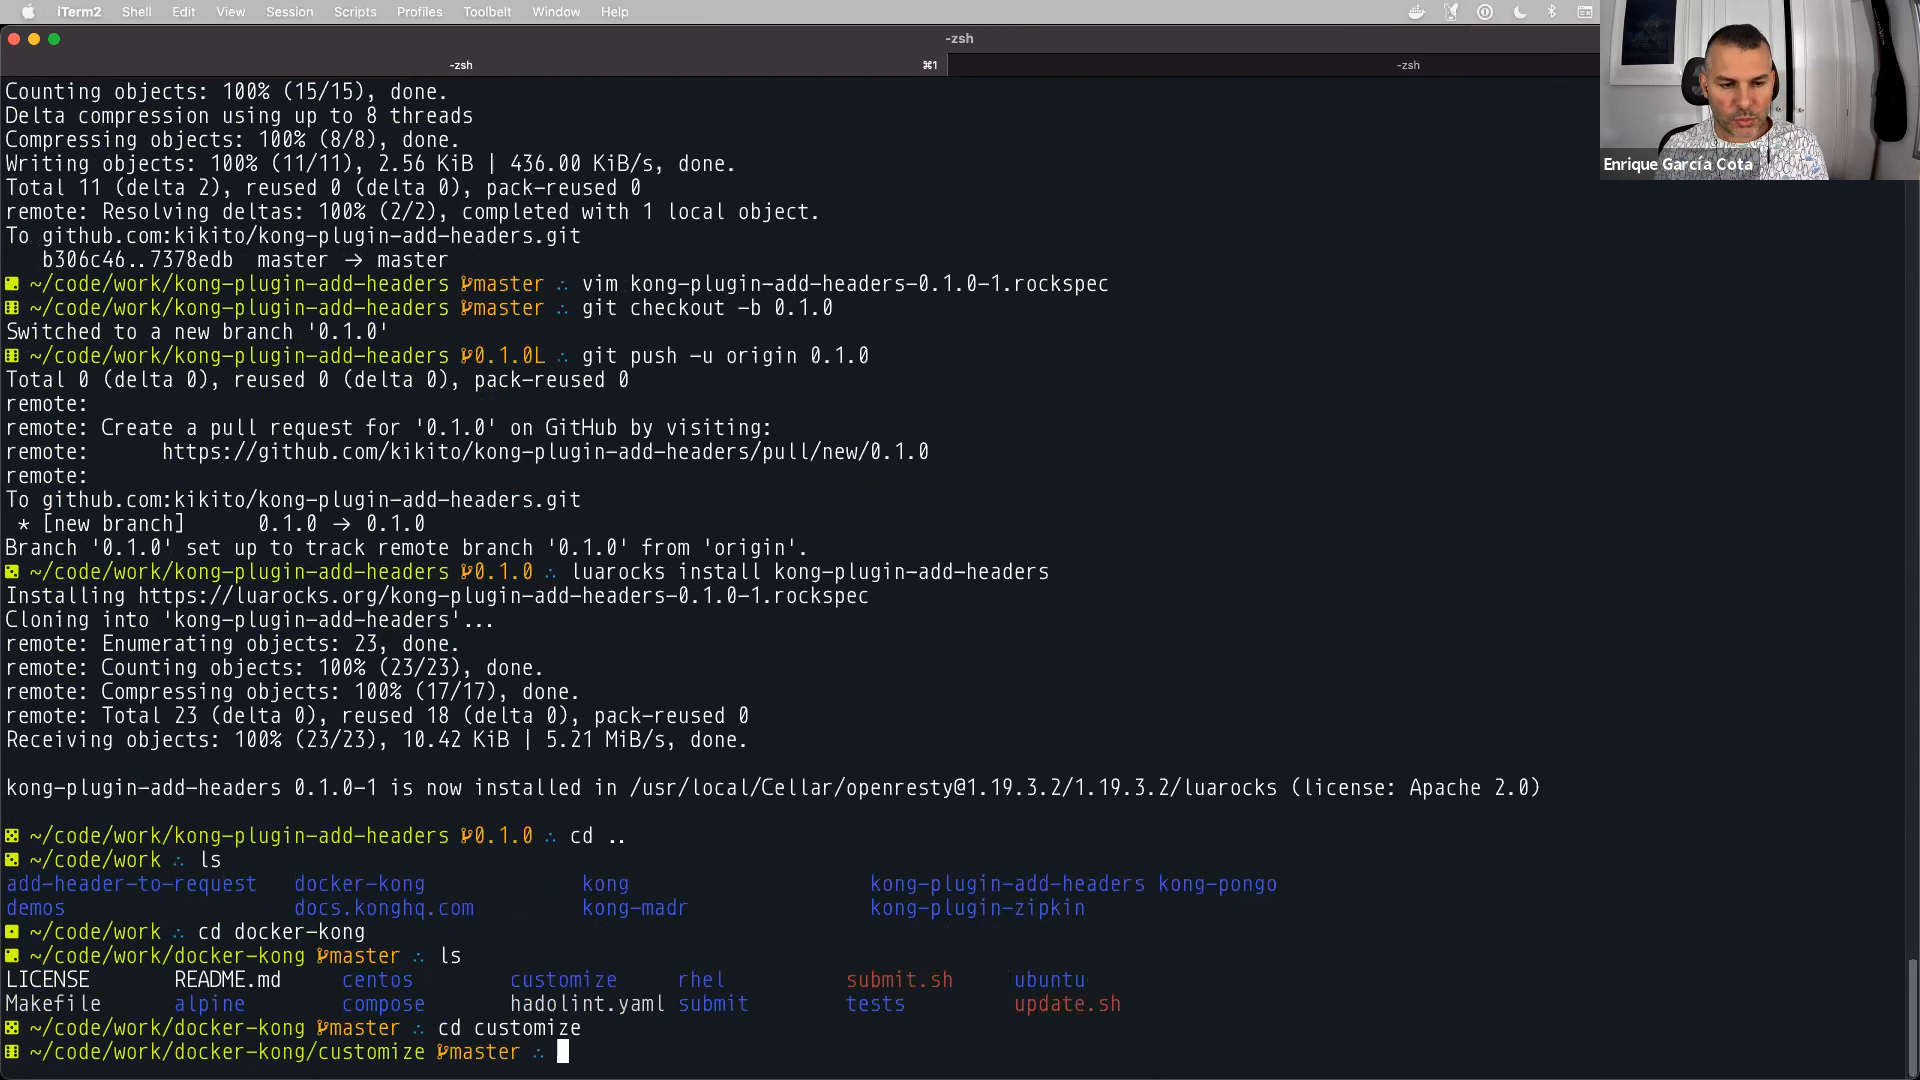 iTerm2 Shell Edit View Session Scripts Profiles Toolbelt Window Help
-zsh
-zsh ⌘1 -zsh
Counting objects: 100% (15/15), done.
Delta compression using up to 8 threads
Compressing objects: 100% (8/8), done.
Writing objects: 100% (11/11), 2.56 KiB | 436.00 KiB/s, done.
Total 11 (delta 2), reused 0 (delta 0), pack-reused 0
remote: Resolving deltas: 100% (2/2), completed with 1 local object.
To github.com:kikito/kong-plugin-add-headers.git
b306c46..7378edb master → master
~/code/work/kong-plugin-add-headers master ∴ vim kong-plugin-add-headers-0.1.0-1.rockspec
~/code/work/kong-plugin-add-headers master ∴ git checkout -b 0.1.0
Switched to a new branch '0.1.0'
~/code/work/kong-plugin-add-headers 0.1.0L ∴ git push -u origin 0.1.0
Total 0 (delta 0), reused 0 (delta 0), pack-reused 0
remote:
remote: Create a pull request for '0.1.0' on GitHub by visiting:
remote: https://github.com/kikito/kong-plugin-add-headers/pull/new/0.1.0
remote:
To github.com:kikito/kong-plugin-add-headers.git
* [new branch] 0.1.0 → 0.1.0
Branch '0.1.0' set up to track remote branch '0.1.0' from 'origin'.
~/code/work/kong-plugin-add-headers 0.1.0 ∴ luarocks install kong-plugin-add-headers
Installing https://luarocks.org/kong-plugin-add-headers-0.1.0-1.rockspec
Cloning into 'kong-plugin-add-headers'...
remote: Enumerating objects: 23, done.
remote: Counting objects: 100% (23/23), done.
remote: Compressing objects: 100% (17/17), done.
remote: Total 23 (delta 0), reused 18 (delta 0), pack-reused 0
Receiving objects: 100% (23/23), 10.42 KiB | 5.21 MiB/s, done.
kong-plugin-add-headers 0.1.0-1 is now installed in /usr/local/Cellar/openresty@1.19.3.2/1.19.3.2/luarocks (license: Apache 2.0)
~/code/work/kong-plugin-add-headers 0.1.0 ∴ cd ..
~/code/work ∴ ls
add-header-to-request docker-kong kong kong-plugin-add-headers kong-pongo
demos docs.konghq.com kong-madr kong-plugin-zipkin
~/code/work ∴ cd docker-kong
~/code/work/docker-kong master ∴ ls
LICENSE README.md centos customize rhel submit.sh ubuntu
Makefile alpine compose hadolint.yaml submit tests update.sh
~/code/work/docker-kong master ∴ cd customize
~/code/work/docker-kong/customize master ∴
Enrique García Cota